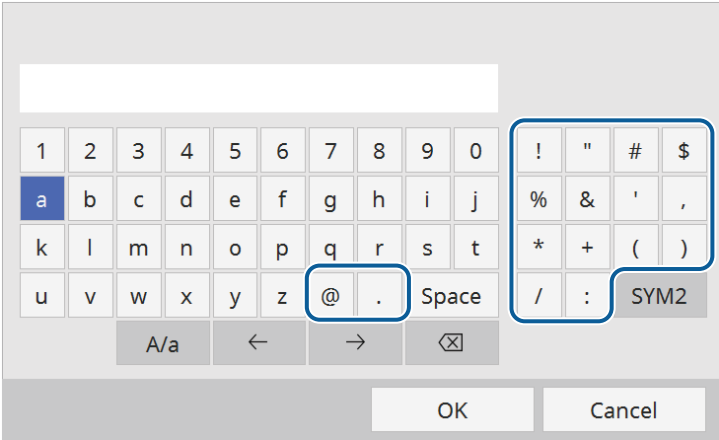 1 2 3 4 5 6 7 8 9 0 ! " # $
a b c d e f g h i j % & ' ,
k l m n o p q r s t * + ( )
u v w x y z @ . Space / : SYM2
A/a ← → ⌫
OK Cancel